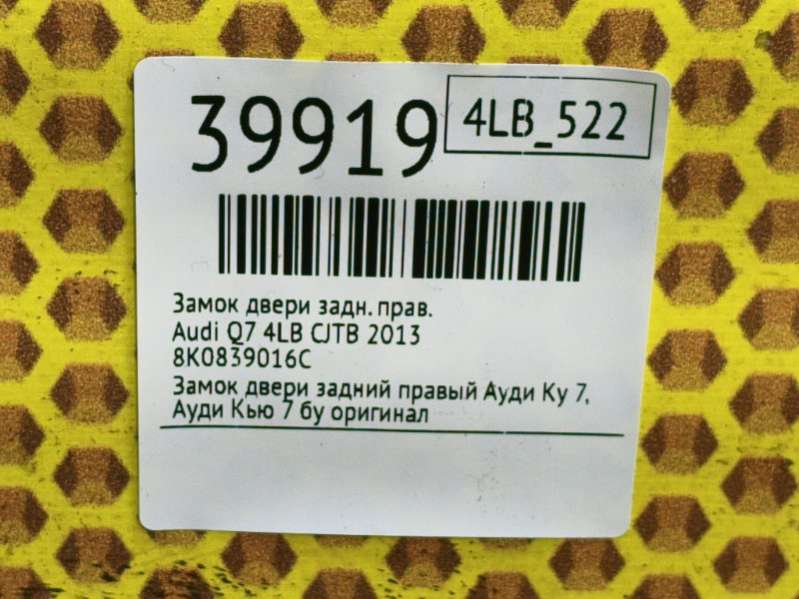 39919
4LB_522
Замок двери задн. прав.
Audi Q7 4LB CJTB 2013
8K0839016C
Замок двери задний правый Ауди Ку 7,
Ауди Кью 7 бу оригинал